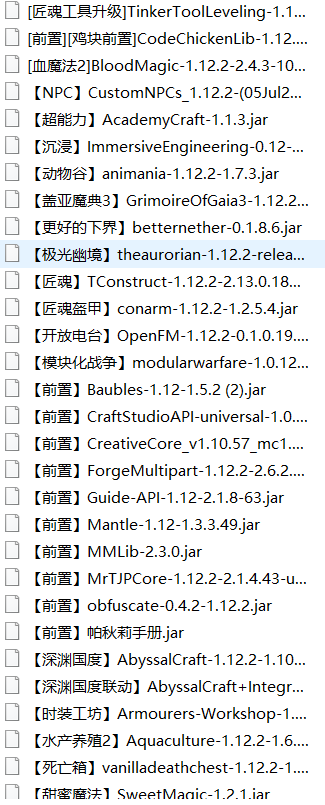 [匠魂工具升级]TinkerToolLeveling-1.1...
[前置][鸡块前置]CodeChickenLib-1.12....
[血魔法2]BloodMagic-1.12.2-2.4.3-10...
【NPC】CustomNPCs_1.12.2-(05Jul2...
【超能力】AcademyCraft-1.1.3.jar
【沉浸】ImmersiveEngineering-0.12-...
【动物谷】animania-1.12.2-1.7.3.jar
【盖亚魔典3】GrimoireOfGaia3-1.12.2...
【更好的下界】betternether-0.1.8.6.jar
【极光幽境】theaurorian-1.12.2-relea...
【匠魂】TConstruct-1.12.2-2.13.0.18...
【匠魂盔甲】conarm-1.12.2-1.2.5.4.jar
【开放电台】OpenFM-1.12.2-0.1.0.19....
【模块化战争】modularwarfare-1.0.12...
【前置】Baubles-1.12-1.5.2 (2).jar
【前置】CraftStudioAPI-universal-1.0....
【前置】CreativeCore_v1.10.57_mc1....
【前置】ForgeMultipart-1.12.2-2.6.2....
【前置】Guide-API-1.12-2.1.8-63.jar
【前置】Mantle-1.12-1.3.3.49.jar
【前置】MMLib-2.3.0.jar
【前置】MrTJPCore-1.12.2-2.1.4.43-u...
【前置】obfuscate-0.4.2-1.12.2.jar
【前置】帕秋莉手册.jar
【深渊国度】AbyssalCraft-1.12.2-1.10...
【深渊国度联动】AbyssalCraft+Integr...
【时装工坊】Armourers-Workshop-1....
【水产养殖2】Aquaculture-1.12.2-1.6....
【死亡箱】vanilladeathchest-1.12.2-1...
【甜蜜魔法】SweetMagic-1.2.1.jar